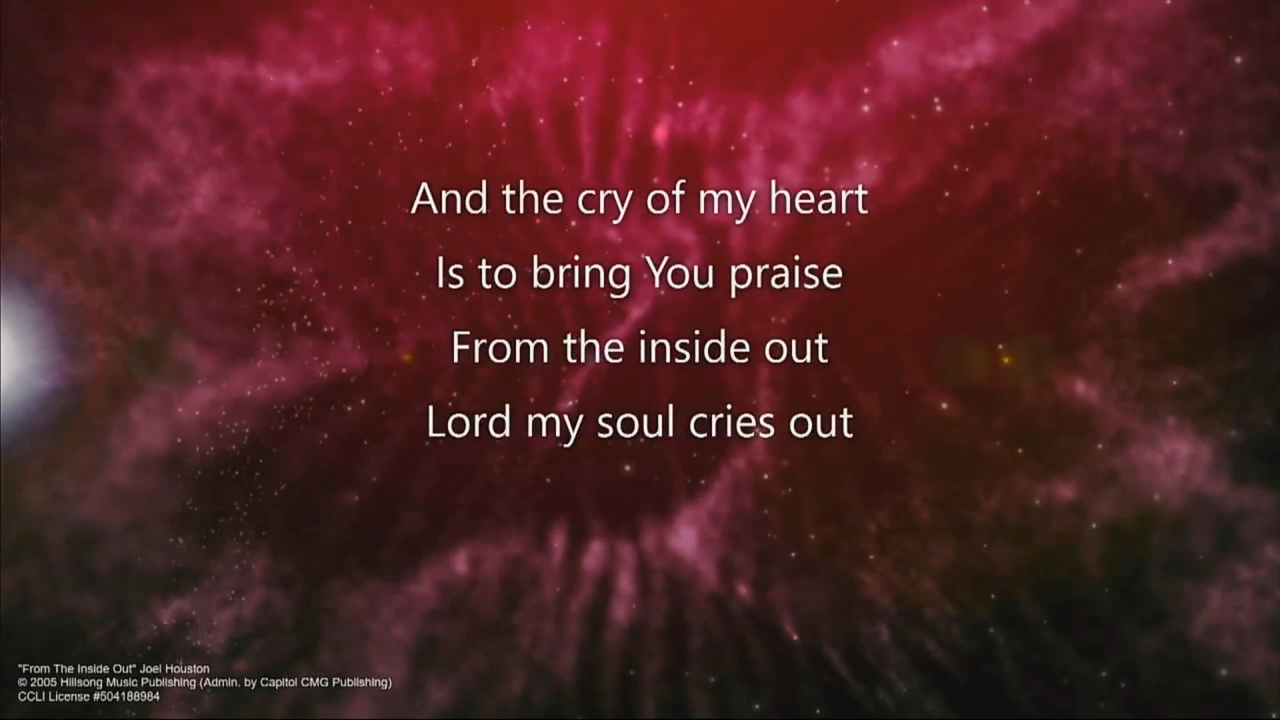 And the cry of my heart
Is to bring You praise
From the inside out
Lord my soul cries out
"From The Inside Out" Joel Houston
© 2005 Hillsong Music Publishing (Admin. by Capitol CMG Publishing)
CCLI License #504188984